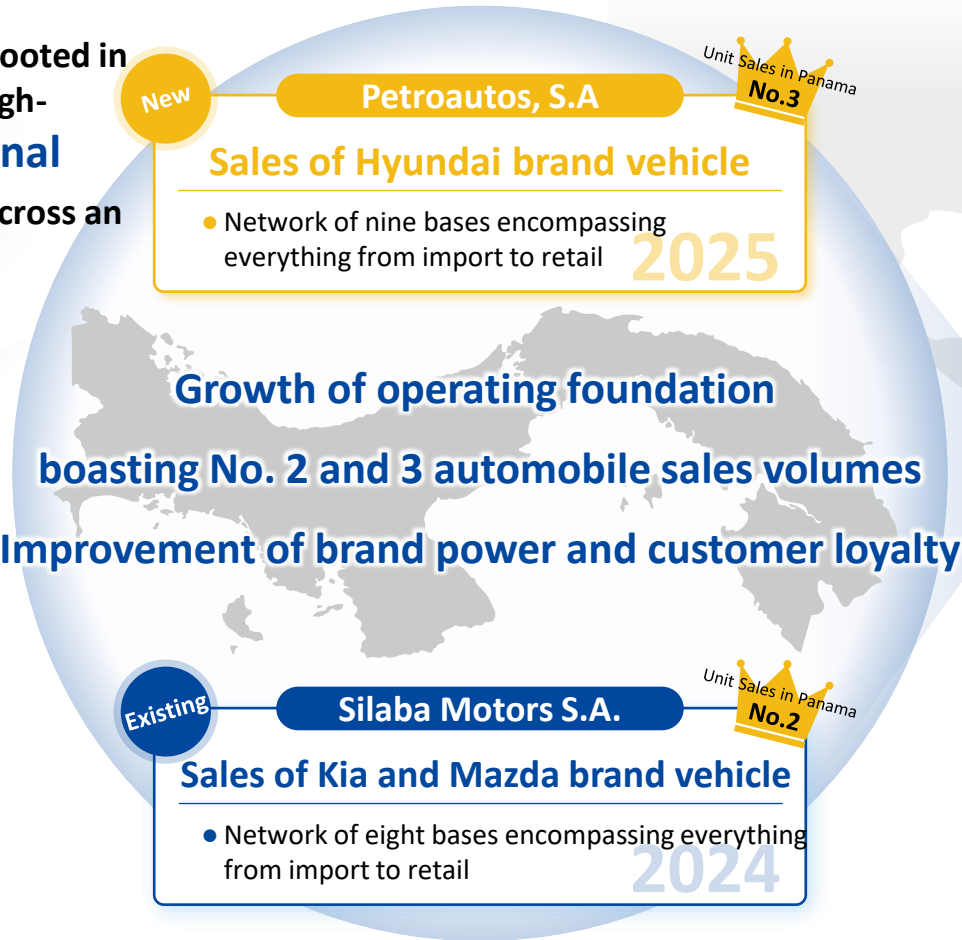 ooted in
gh-
nal
cross an
New
Petroautos, S.A
Unit Sales in Panama
No.3
Sales of Hyundai brand vehicle
● Network of nine bases encompassing
everything from import to retail
2025
Growth of operating foundation
boasting No. 2 and 3 automobile sales volumes
Improvement of brand power and customer loyalty
Existing
Silaba Motors S.A.
Unit Sales in Panama
No.2
Sales of Kia and Mazda brand vehicle
● Network of eight bases encompassing everything
from import to retail
2024